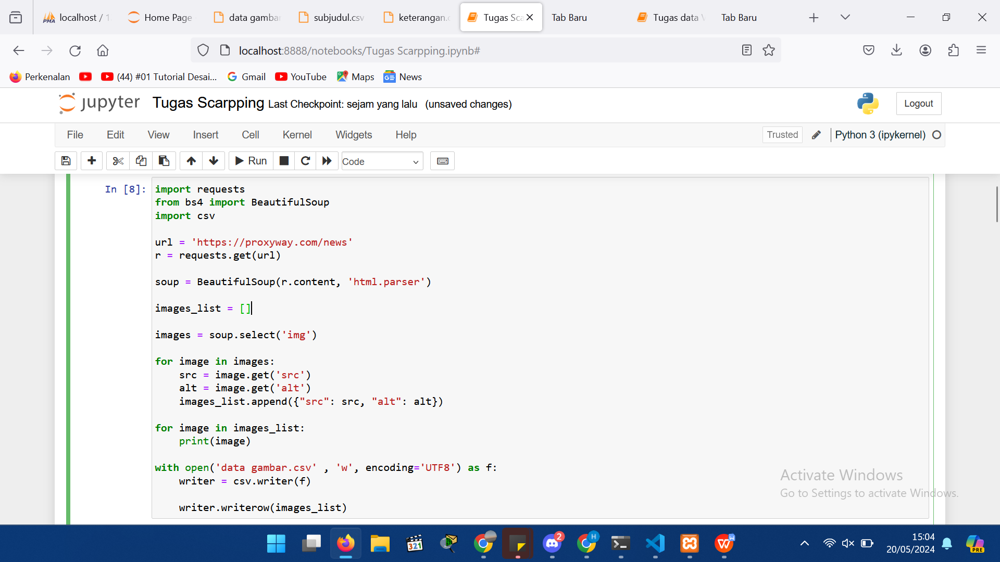 localhost / 1
Home Page
data gambar
subjudul.csv
keterangan.c
Tugas Sca
Tab Baru
Tugas data V
Tab Baru
localhost:8888/notebooks/Tugas Scarpping.ipynb#
Perkenalan
(44) #01 Tutorial Desai...
Gmail
YouTube
Maps
News
jupyter Tugas Scarpping Last Checkpoint: sejam yang lalu (unsaved changes)
Logout
File Edit View Insert Cell Kernel Widgets Help
Trusted
Python 3 (ipykernel)
Run
Code
In [8]:
import requests
from bs4 import BeautifulSoup
import csv
url = 'https://proxyway.com/news'
r = requests.get(url)
soup = BeautifulSoup(r.content, 'html.parser')
images_list = []
images = soup.select('img')
for image in images:
    src = image.get('src')
    alt = image.get('alt')
    images_list.append({"src": src, "alt": alt})
for image in images_list:
    print(image)
with open('data gambar.csv' , 'w', encoding='UTF8') as f:
    writer = csv.writer(f)
    writer.writerow(images_list)
Activate Windows
Go to Settings to activate Windows.
321
2
H
15:04
20/05/2024
PRE